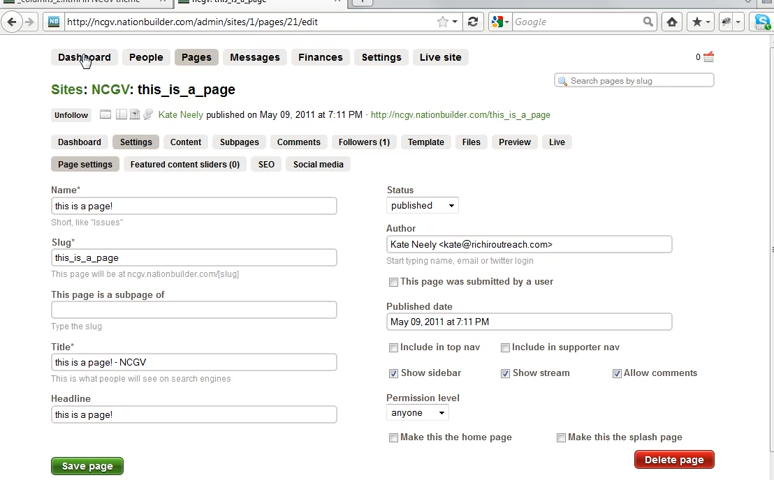 _columns_2.html in Workspace
ncgv.nationbuilder: this_is_a_page
http://ncgv.nationbuilder.com/admin/sites/1/pages/21/edit
Google
Dashboard People Pages Messages Finances Settings Live site
0
Sites: NCGV: this_is_a_page
Search pages by slug
Unfollow Kate Neely published on May 09, 2011 at 7:11 PM · http://ncgv.nationbuilder.com/this_is_a_page
Dashboard Settings Content Subpages Comments Followers (1) Template Files Preview Live
Page settings Featured content sliders (0) SEO Social media
Name*
this is a page!
Short, like "Issues"
Slug*
this_is_a_page
This page will be at ncgv.nationbuilder.com/[slug]
This page is a subpage of
Type the slug
Title*
this is a page! - NCGV
This is what people will see on search engines
Headline
this is a page!
Save page
Status
published
Author
Kate Neely <kate@richiroutreach.com>
Start typing name, email or twitter login
This page was submitted by a user
Published date
May 09, 2011 at 7:11 PM
Include in top nav Include in supporter nav
Show sidebar Show stream Allow comments
Permission level
anyone
Make this the home page Make this the splash page
Delete page